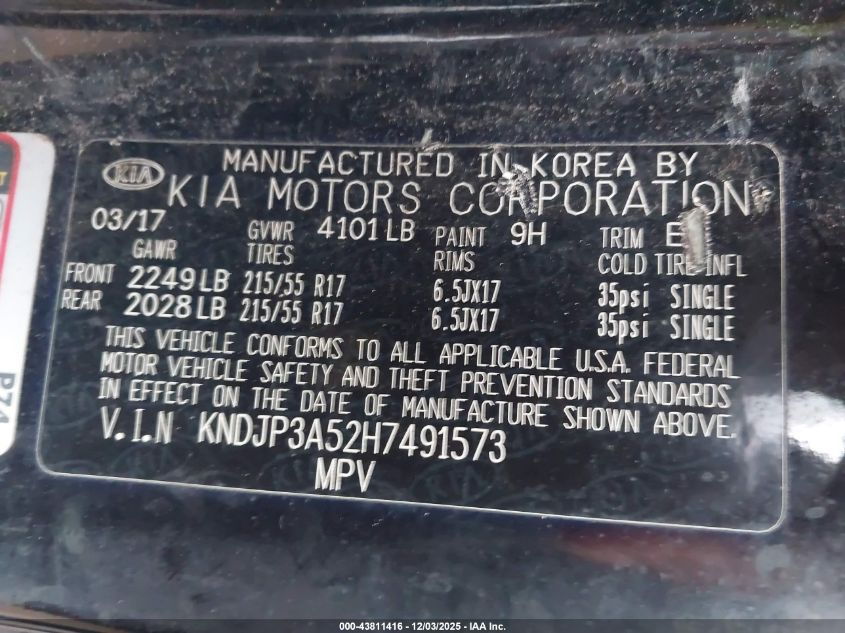 KIA
MANUFACTURED IN KOREA BY
KIA MOTORS CORPORATION
03/17 GVWR 4101 LB PAINT 9H TRIM
GAWR TIRES RIMS COLD TIRE INFL
FRONT 2249 LB 215/55 R17 6.5JX17 35psi SINGLE
REAR 2028 LB 215/55 R17 6.5JX17 35psi SINGLE
THIS VEHICLE CONFORMS TO ALL APPLICABLE U.S.A. FEDERAL
MOTOR VEHICLE SAFETY AND THEFT PREVENTION STANDARDS
IN EFFECT ON THE DATE OF MANUFACTURE SHOWN ABOVE.
V.I.N KNDJP3A52H7491573
MPV
000-43811416 - 12/03/2025 - IAA Inc.